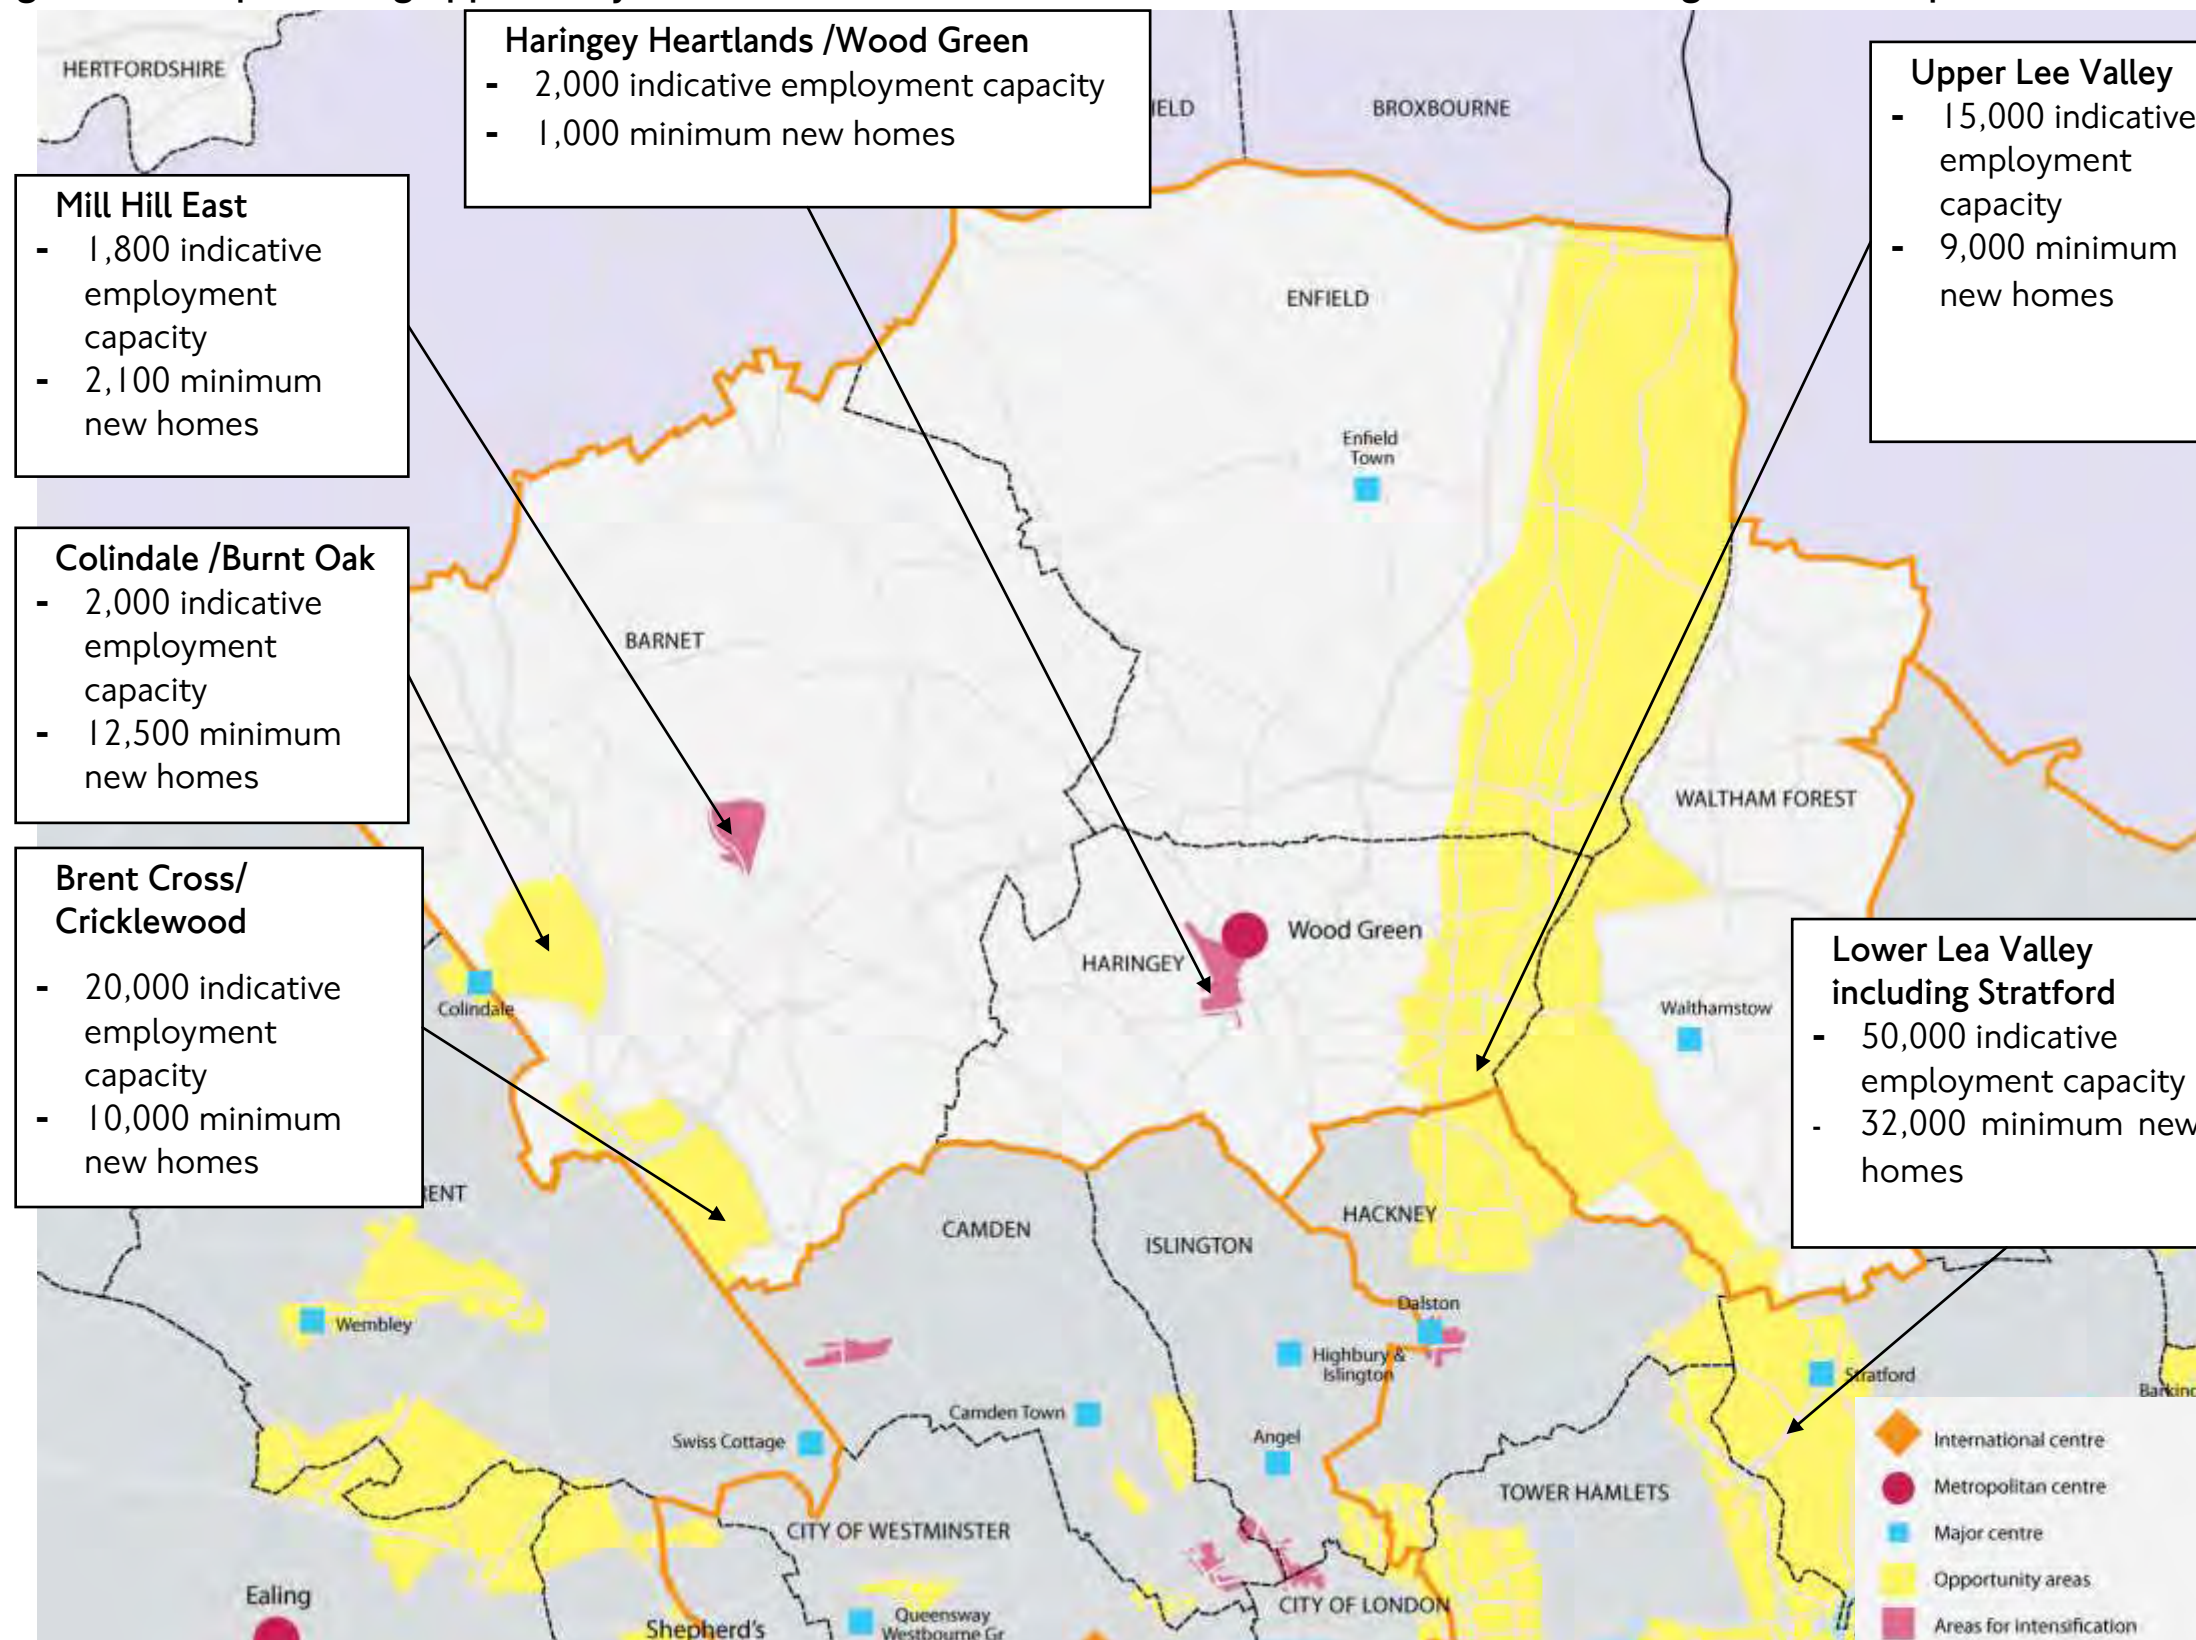 HERTFORDSHIRE
Haringey Heartlands /Wood Green
- 2,000 indicative employment capacity
- 1,000 minimum new homes
BROXBOURNE
Upper Lee Valley
- 15,000 indicative
employment
capacity
- 9,000 minimum
new homes
Mill Hill East
- 1,800 indicative
employment
capacity
- 2,100 minimum
new homes
ENFIELD
Enfield
Town
Colindale /Burnt Oak
- 2,000 indicative
employment
capacity
- 12,500 minimum
new homes
BARNET
WALTHAM FOREST
Brent Cross/
Cricklewood
- 20,000 indicative
employment
capacity
- 10,000 minimum
new homes
Colindale
HARINGEY
Wood Green
Walthamstow
Lower Lea Valley
including Stratford
- 50,000 indicative
employment capacity
- 32,000 minimum new
homes
RENT
CAMDEN
ISLINGTON
HACKNEY
Wembley
Dalston
Highbury &
Islington
Stratford
Barking
Camden Town
Swiss Cottage
Angel
TOWER HAMLETS
CITY OF WESTMINSTER
CITY OF LONDON
Ealing
Shepherd's
Queensway
Westbourne Gr
International centre
Metropolitan centre
Major centre
Opportunity areas
Areas for intensification